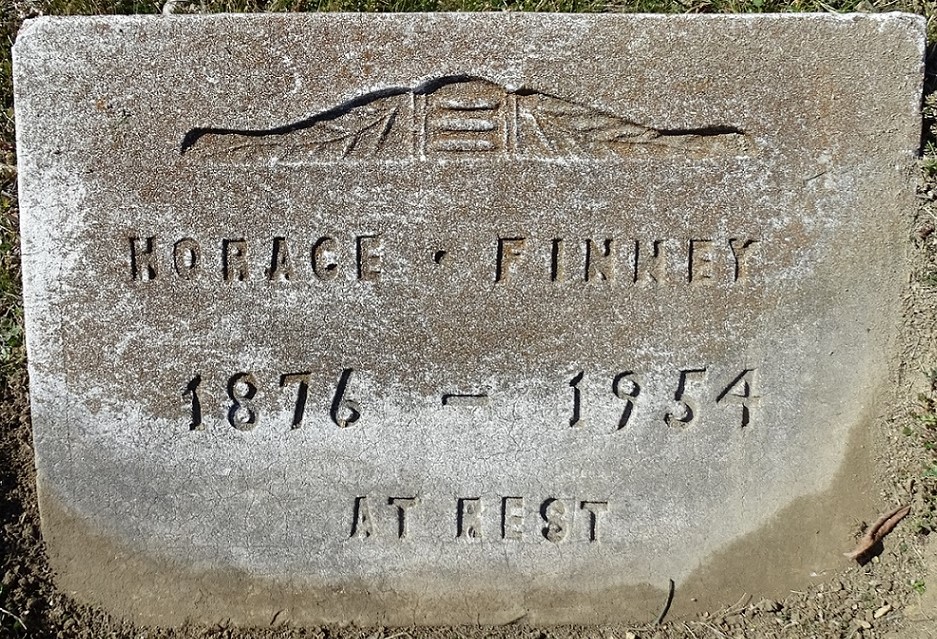 HORACE · FINNEY
1876 – 1954
AT REST